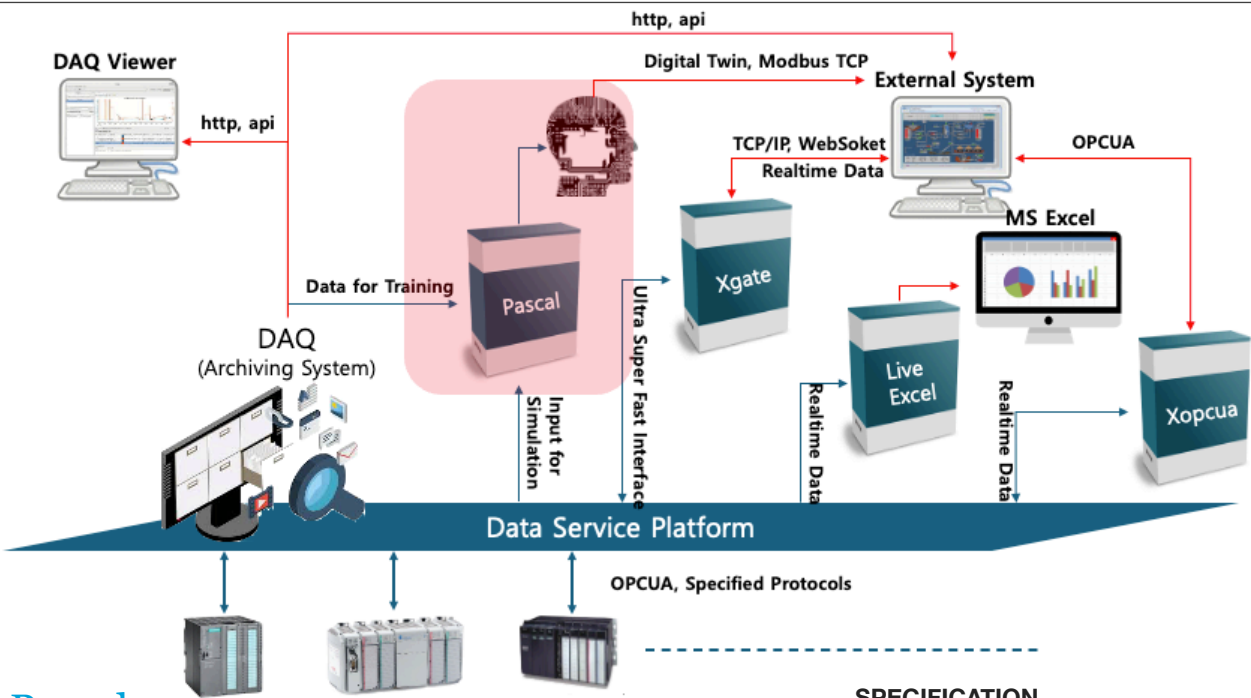 http, api
DAQ Viewer
Digital Twin, Modbus TCP
External System
http, api
TCP/IP, WebSoket
Realtime Data
OPCUA
MS Excel
Data for Training
Pascal
Xgate
Ultra Super Fast Interface
DAQ
(Archiving System)
Live
Excel
Xopcua
Input for
Simulation
Realtime Data
Realtime Data
Data Service Platform
OPCUA, Specified Protocols
SPECIFICATION